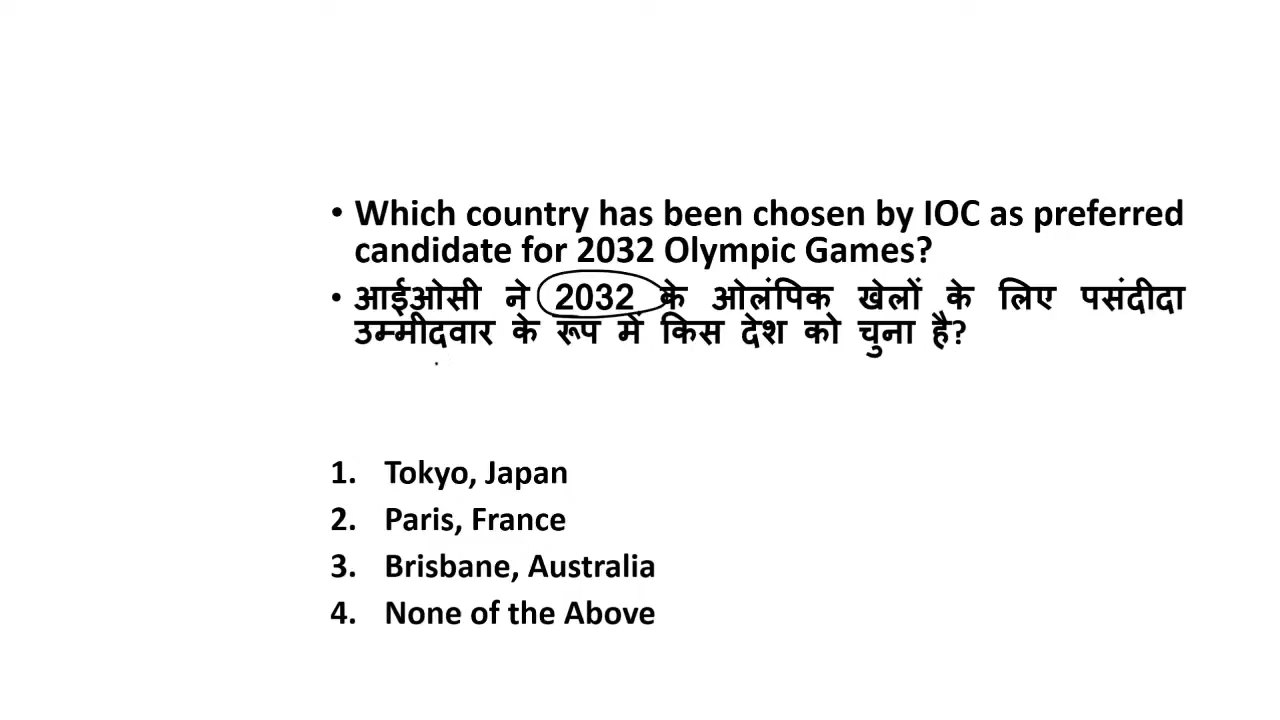 • Which country has been chosen by IOC as preferred
candidate for 2032 Olympic Games?
• आईओसी ने 2032 के ओलंपिक खेलों के लिए पसंदीदा
उम्मीदवार के रूप में किस देश को चुना है?
1. Tokyo, Japan
2. Paris, France
3. Brisbane, Australia
4. None of the Above